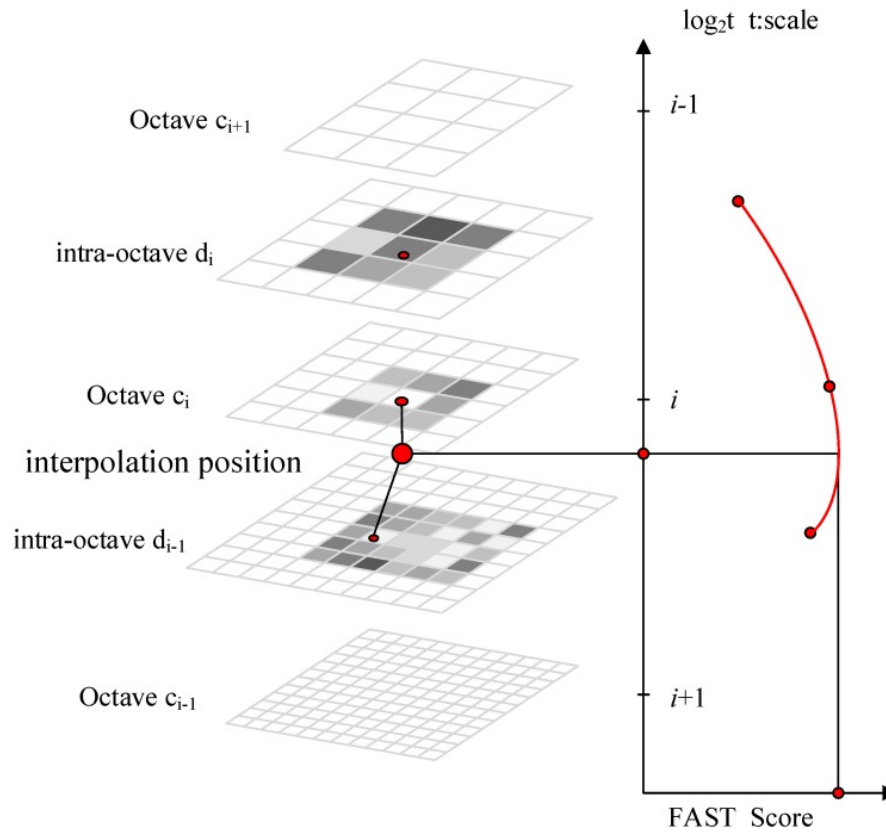 log₂t t:scale
i-1
Octave cᵢ₊₁
intra-octave dᵢ
Octave cᵢ
i
interpolation position
intra-octave dᵢ₋₁
Octave cᵢ₋₁
i+1
FAST Score